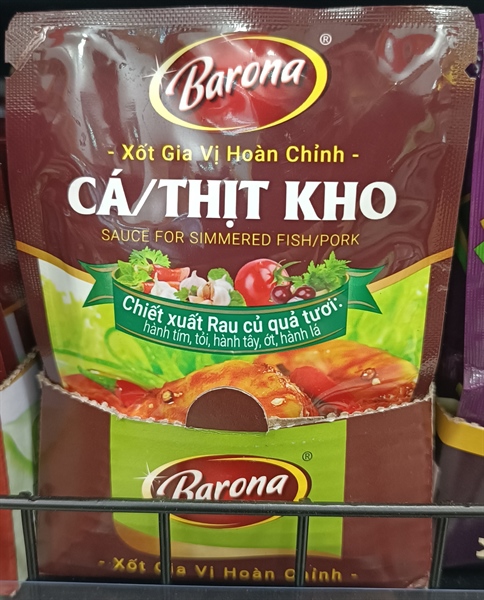 Barona ®
- Xốt Gia Vị Hoàn Chỉnh -
CÁ/THỊT KHO
SAUCE FOR SIMMERED FISH/PORK
Chiết xuất Rau củ quả tươi:
hành tím, tỏi, hành tây, ớt, hành lá
Barona ®
- Xốt Gia Vị Hoàn Chỉnh -